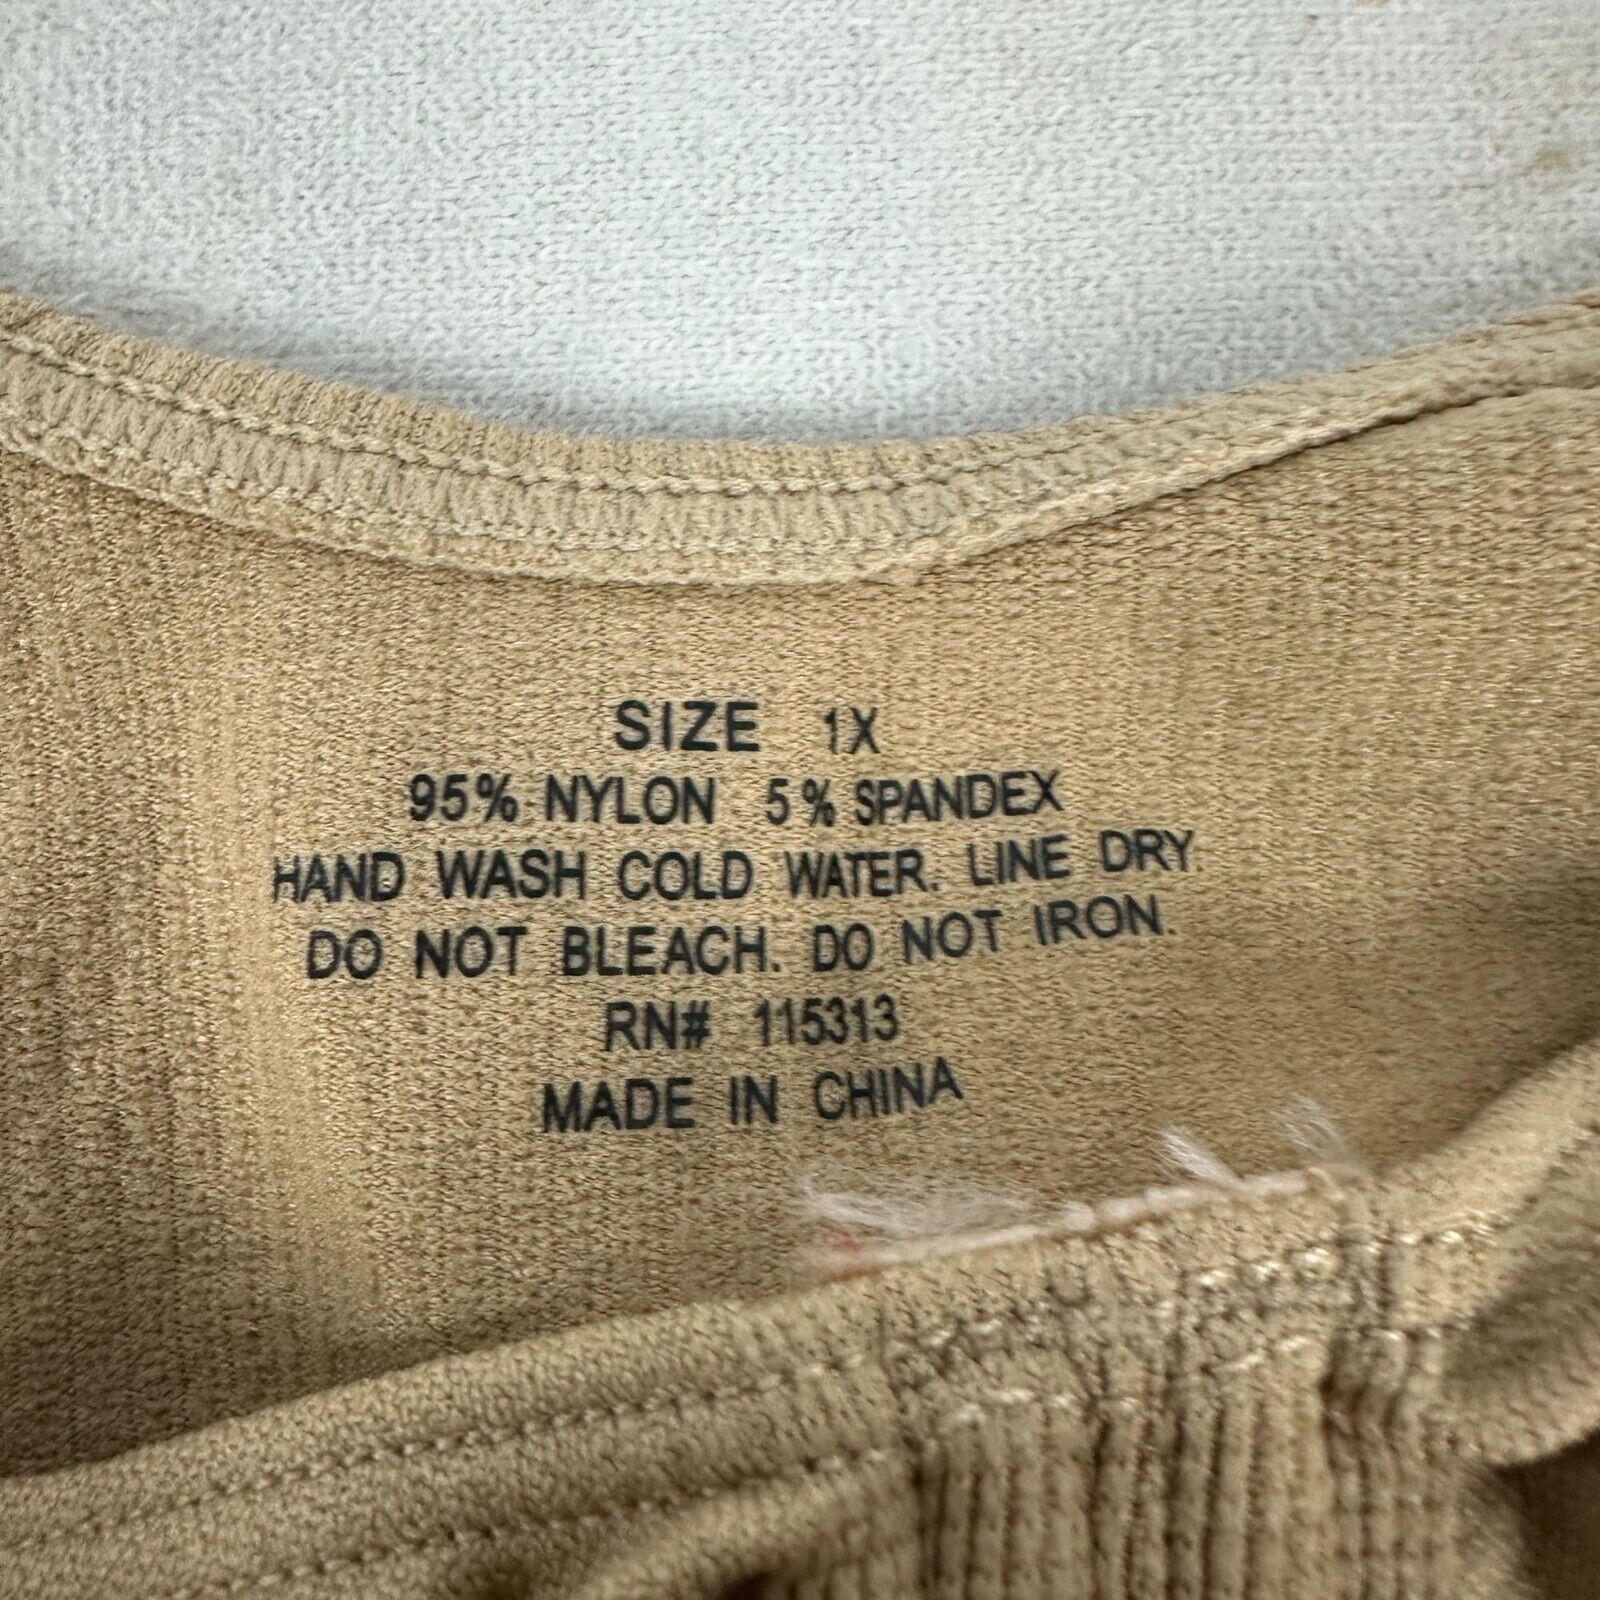 SIZE 1X
95% NYLON 5% SPANDEX
HAND WASH COLD WATER. LINE DRY.
DO NOT BLEACH. DO NOT IRON.
RN# 115313
MADE IN CHINA